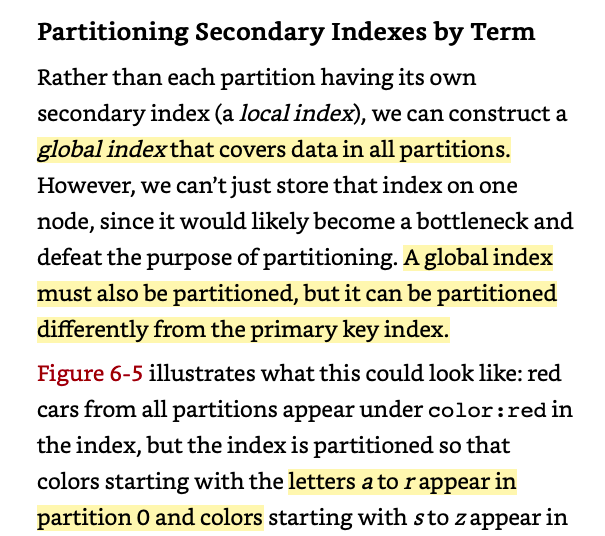 Partitioning Secondary Indexes by Term
Rather than each partition having its own
secondary index (a local index), we can construct a
global index that covers data in all partitions.
However, we can’t just store that index on one
node, since it would likely become a bottleneck and
defeat the purpose of partitioning. A global index
must also be partitioned, but it can be partitioned
differently from the primary key index.
Figure 6-5 illustrates what this could look like: red
cars from all partitions appear under color:red in
the index, but the index is partitioned so that
colors starting with the letters a to r appear in
partition 0 and colors starting with s to z appear in